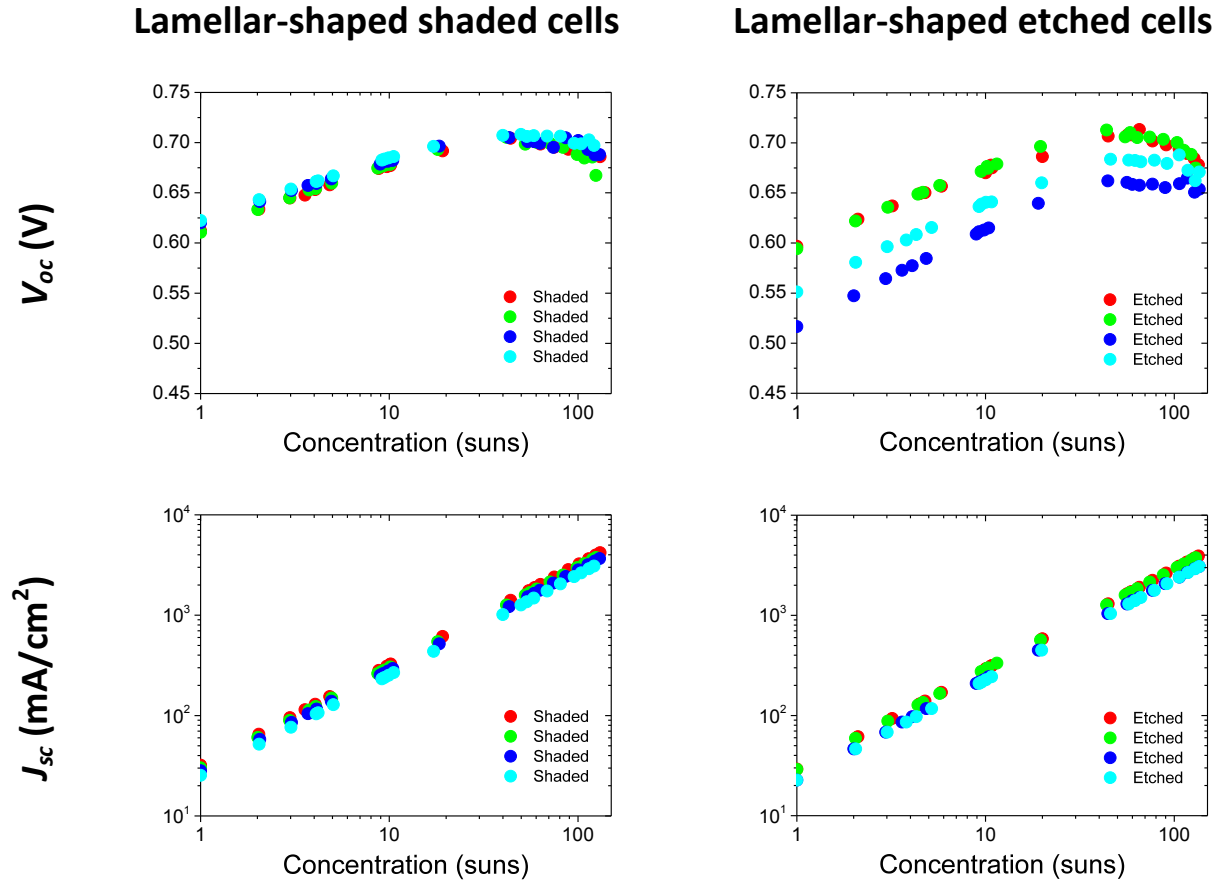 Lamellar-shaped shaded cells
Lamellar-shaped etched cells
V_oc (V)
0.75
0.70
0.65
0.60
0.55
0.50
0.45
1
10
100
Concentration (suns)
Shaded
Shaded
Shaded
Shaded
0.75
0.70
0.65
0.60
0.55
0.50
0.45
1
10
100
Concentration (suns)
Etched
Etched
Etched
Etched
J_sc (mA/cm²)
10⁴
10³
10²
10¹
1
10
100
Concentration (suns)
Shaded
Shaded
Shaded
Shaded
10⁴
10³
10²
10¹
1
10
100
Concentration (suns)
Etched
Etched
Etched
Etched